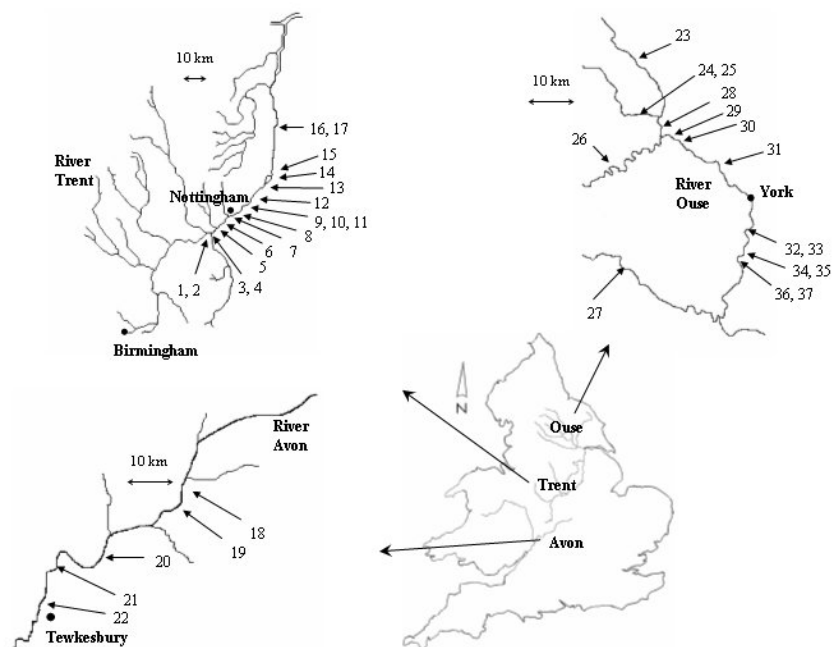 10 km
River
Trent
Nottingham
16, 17
15
14
13
12
9, 10, 11
8
7
6
5
3, 4
1, 2
Birmingham
23
24, 25
10 km
28
29
30
26
31
River
Ouse
York
32, 33
34, 35
36, 37
27
River
Avon
10 km
18
19
20
21
22
Tewkesbury
N
Ouse
Trent
Avon